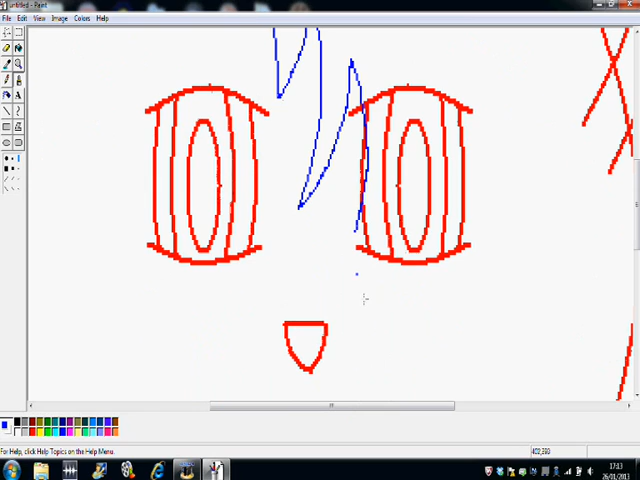 untitled - Paint
File Edit View Image Colors Help
For Help, click Help Topics on the Help Menu.
402,290
17:13
26/01/2013